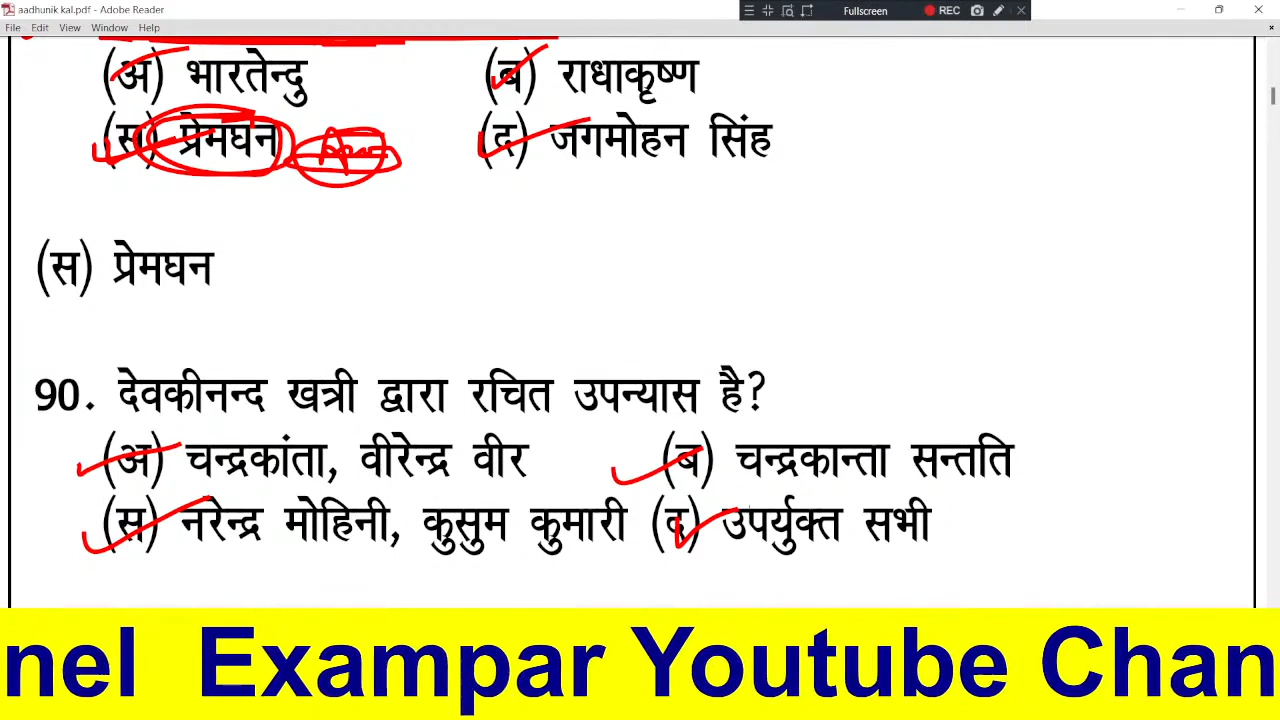 aadhunik kal.pdf - Adobe Reader
Fullscreen REC
File Edit View Window Help
(अ) भारतेन्दु (ब) राधाकृष्ण
(स) प्रेमघन (द) जगमोहन सिंह
(स) प्रेमघन
90. देवकीनन्द खत्री द्वारा रचित उपन्यास है?
(अ) चन्द्रकांता, वीरेन्द्र वीर (ब) चन्द्रकान्ता सन्तति
(स) नरेन्द्र मोहिनी, कुसुम कुमारी (द) उपर्युक्त सभी
nel Exampar Youtube Chan